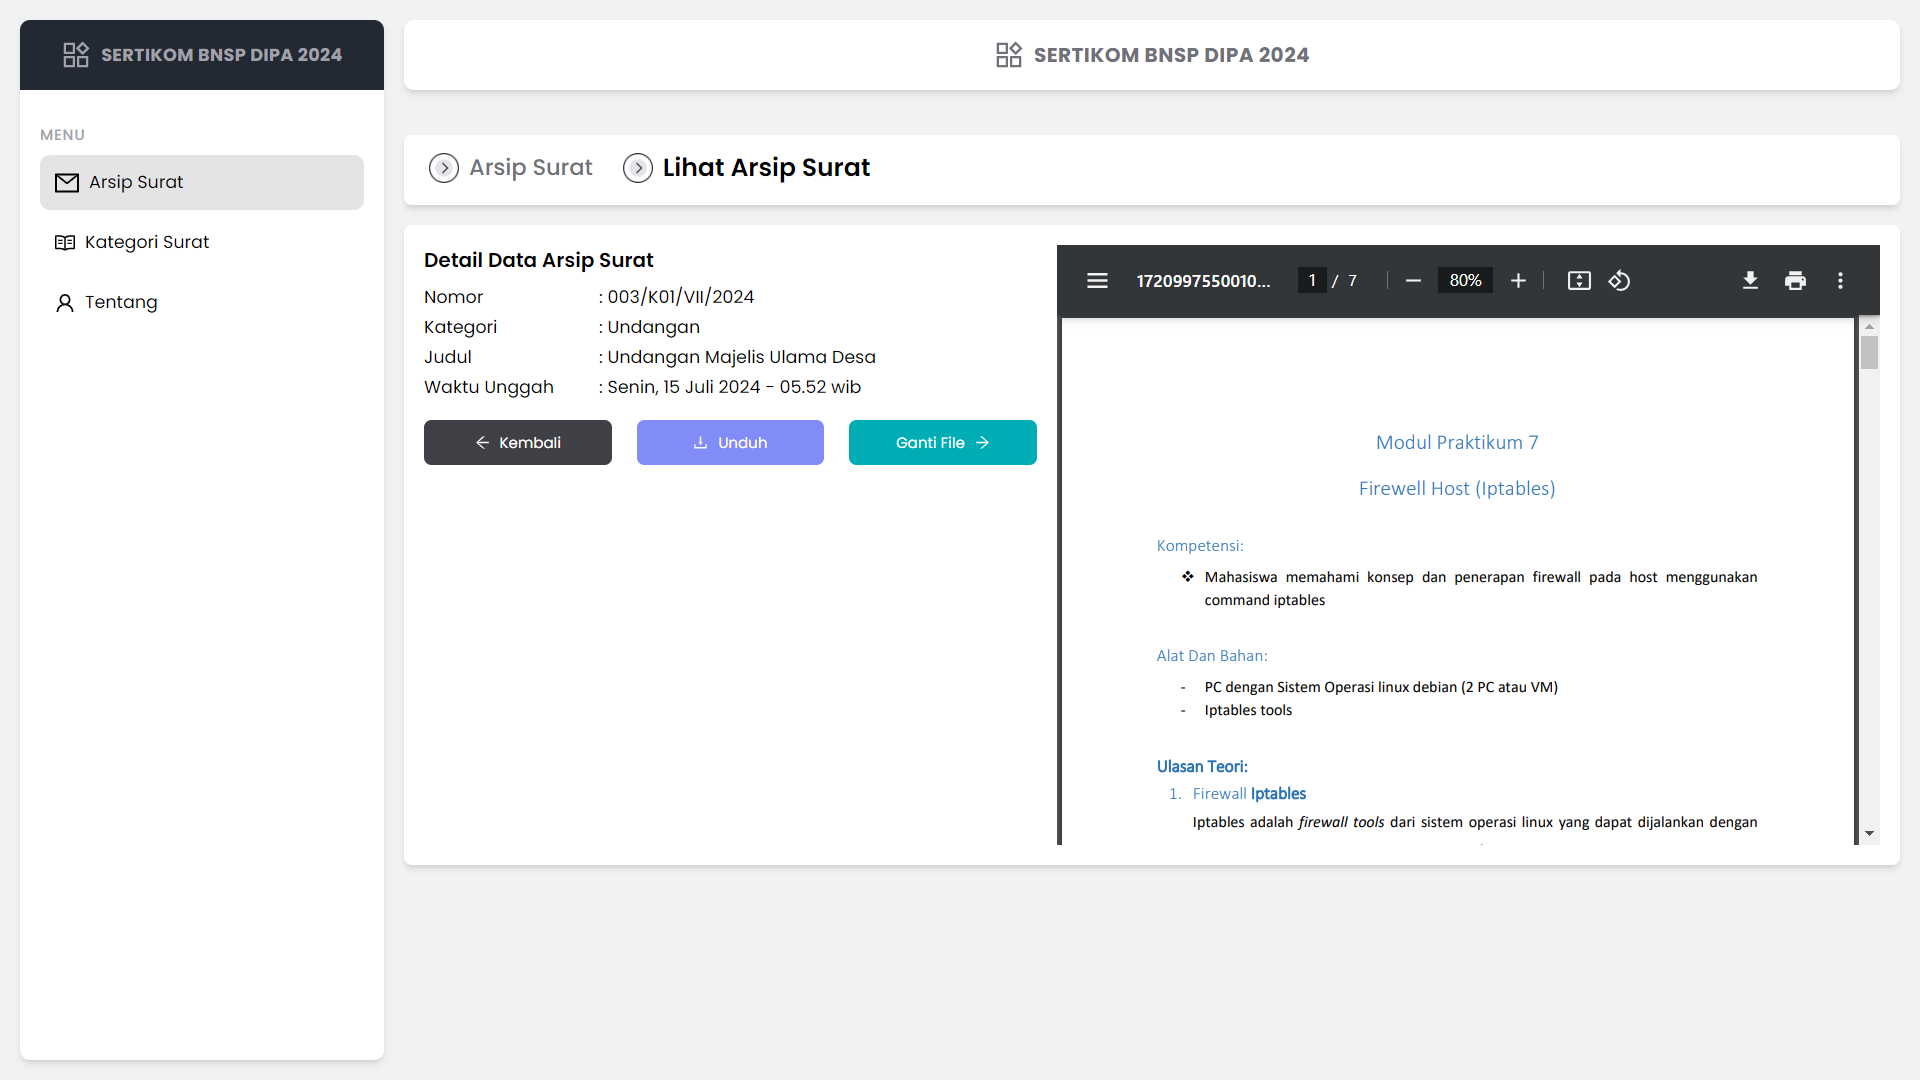 SERTIKOM BNSP DIPA 2024
SERTIKOM BNSP DIPA 2024
MENU
Arsip Surat
Kategori Surat
Tentang
Arsip Surat
Lihat Arsip Surat
Detail Data Arsip Surat
Nomor : 003/K01/VII/2024
Kategori : Undangan
Judul : Undangan Majelis Ulama Desa
Waktu Unggah : Senin, 15 Juli 2024 - 05.52 wib
Kembali
Unduh
Ganti File
1720997550010... 1 / 7 80%
Modul Praktikum 7
Firewell Host (Iptables)
Kompetensi:
❖ Mahasiswa memahami konsep dan penerapan firewall pada host menggunakan
command iptables
Alat Dan Bahan:
- PC dengan Sistem Operasi linux debian (2 PC atau VM)
- Iptables tools
Ulasan Teori:
1. Firewall Iptables
Iptables adalah firewall tools dari sistem operasi linux yang dapat dijalankan dengan